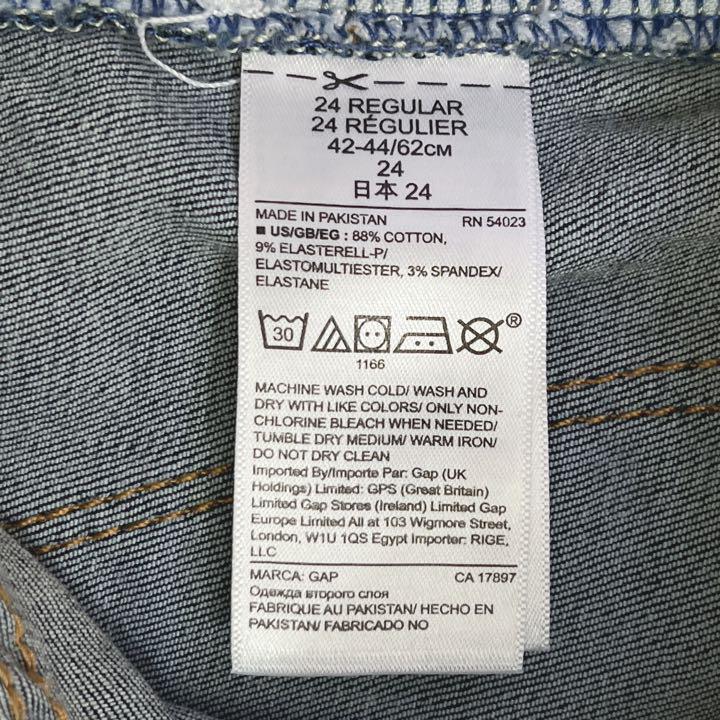 24 REGULAR
24 RÉGULIER
42-44/62CM
24
日本 24
MADE IN PAKISTAN RN 54023
■ US/GB/EG : 88% COTTON,
9% ELASTERELL-P/
ELASTOMULTIESTER, 3% SPANDEX/
ELASTANE
30 ®
1166
MACHINE WASH COLD/ WASH AND
DRY WITH LIKE COLORS/ ONLY NON-
CHLORINE BLEACH WHEN NEEDED/
TUMBLE DRY MEDIUM/ WARM IRON/
DO NOT DRY CLEAN
Imported By/Importe Par: Gap (UK
Holdings) Limited: GPS (Great Britain)
Limited Gap Stores (Ireland) Limited Gap
Europe Limited All at 103 Wigmore Street,
London, W1U 1QS Egypt Importer: RIGE,
LLC
MARCA: GAP CA 17897
Одежда второго слоя
FABRIQUE AU PAKISTAN/ HECHO EN
PAKISTAN/ FABRICADO NO